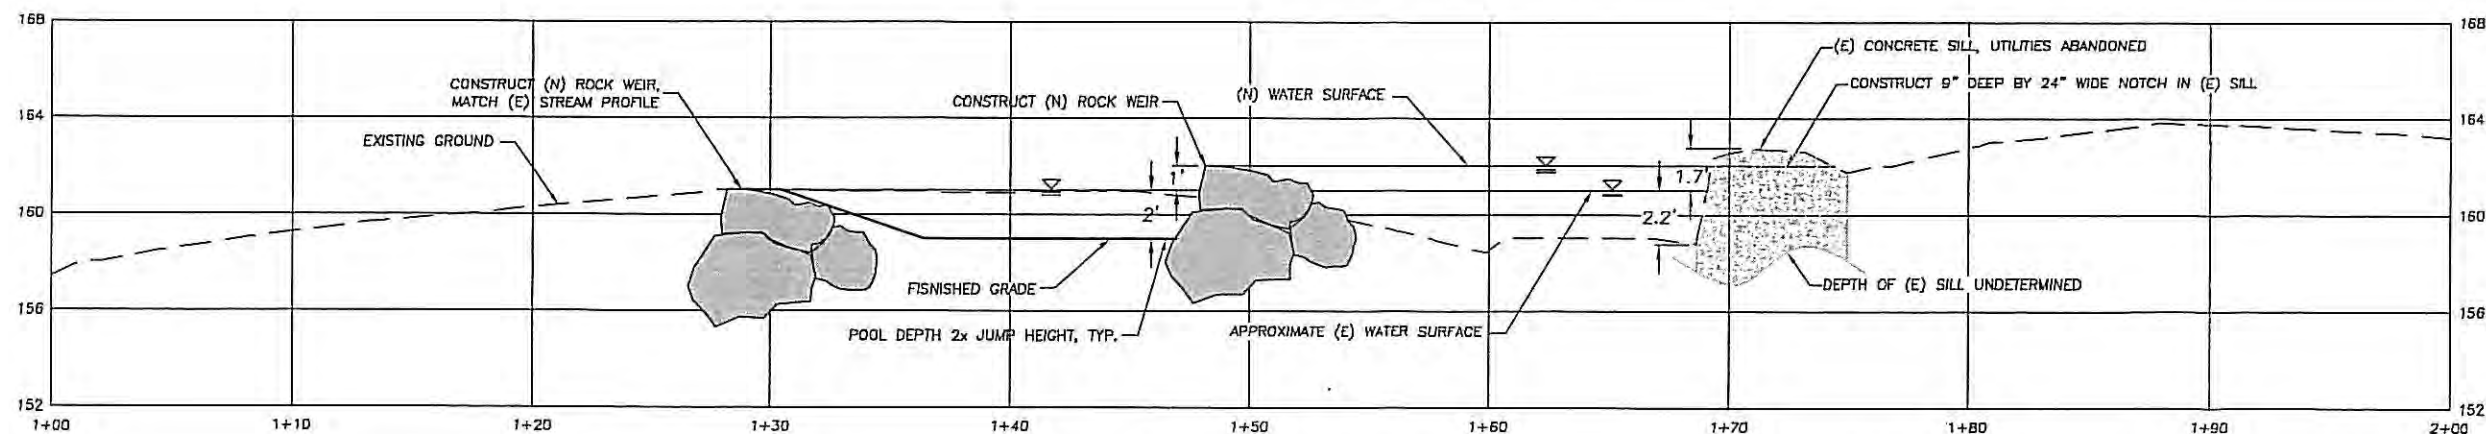 168
168
(E) CONCRETE SILL, UTILITIES ABANDONED
CONSTRUCT (N) ROCK WEIR,
MATCH (E) STREAM PROFILE
CONSTRUCT (N) ROCK WEIR
(N) WATER SURFACE
CONSTRUCT 9" DEEP BY 24" WIDE NOTCH IN (E) SILL
164
164
EXISTING GROUND
1'
1.7'
160
2'
2.2'
160
FISNISHED GRADE
DEPTH OF (E) SILL UNDETERMINED
156
156
POOL DEPTH 2x JUMP HEIGHT, TYP.
APPROXIMATE (E) WATER SURFACE
152
152
1+00
1+10
1+20
1+30
1+40
1+50
1+60
1+70
1+80
1+90
2+00